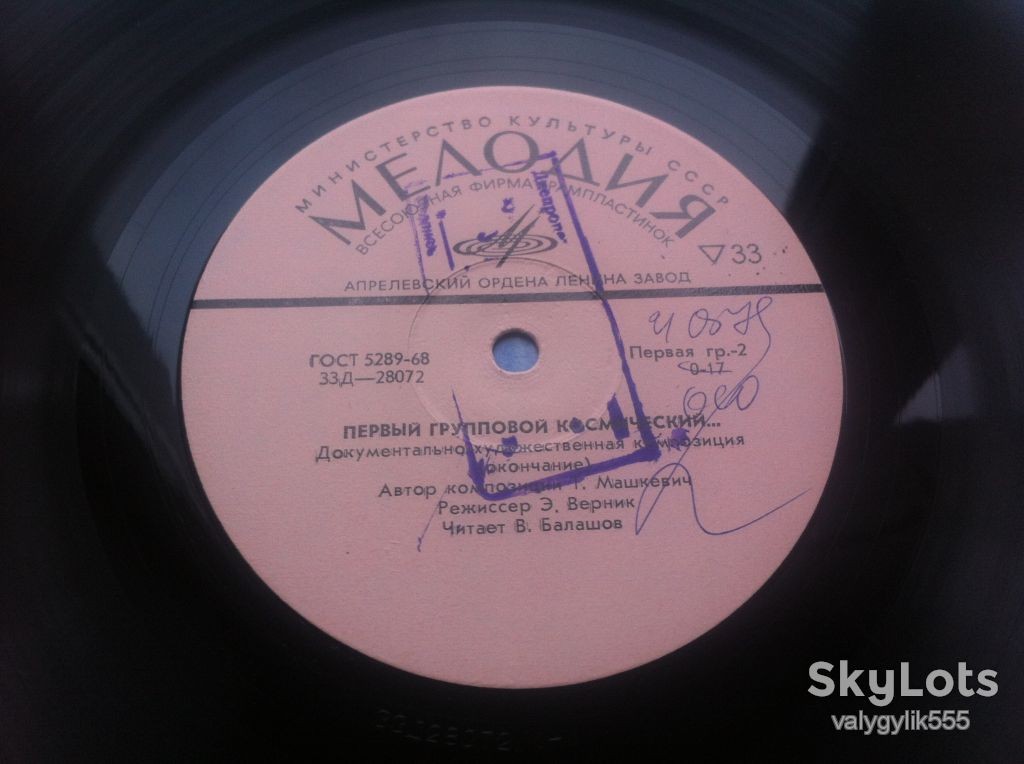 МИНИСТЕРСТВО КУЛЬТУРЫ СССР
МЕЛОДИЯ
ВСЕСОЮЗНАЯ ФИРМА ГРАМПЛАСТИНОК
▽33
АПРЕЛЕВСКИЙ ОРДЕНА ЛЕНИНА ЗАВОД
ГОСТ 5289-68
33Д—28072
Первая гр.-2
0-17
ПЕРВЫЙ ГРУППОВОЙ КОСМИЧЕСКИЙ...
Документально-художественная композиция
(окончание)
Автор композиции Т. Машкевич
Режиссер Э. Верник
Читает В. Балашов
33Д28072
SkyLots
valygylik555